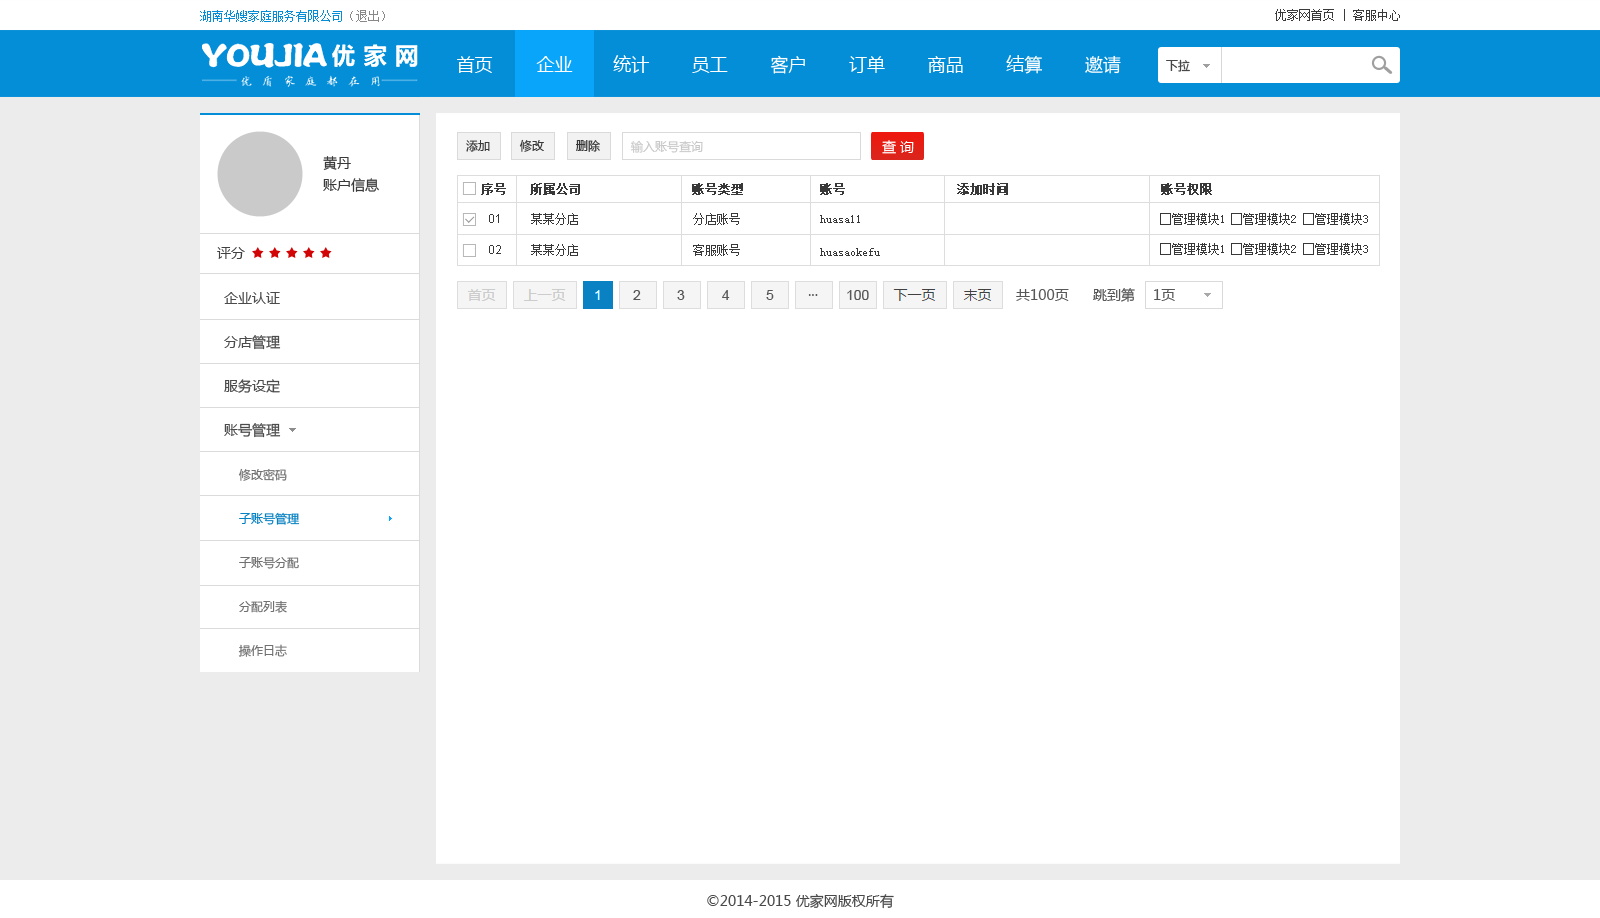 湖南华嫂家庭服务有限公司（退出）
优家网首页 | 客服中心
YOUJIA优家网
优质家庭都在用
首页 企业 统计 员工 客户 订单 商品 结算 邀请
下拉
黄丹
账户信息
评分
企业认证
分店管理
服务设定
账号管理
修改密码
子账号管理
子账号分配
分配列表
操作日志
添加 修改 删除 输入账号查询 查 询
序号 所属公司 账号类型 账号 添加时间 账号权限
01 某某分店 分店账号 huasa11 管理模块1 管理模块2 管理模块3
02 某某分店 客服账号 huasaokefu 管理模块1 管理模块2 管理模块3
首页 上一页 1 2 3 4 5 ... 100 下一页 末页 共100页 跳到第 1页
©2014-2015 优家网版权所有